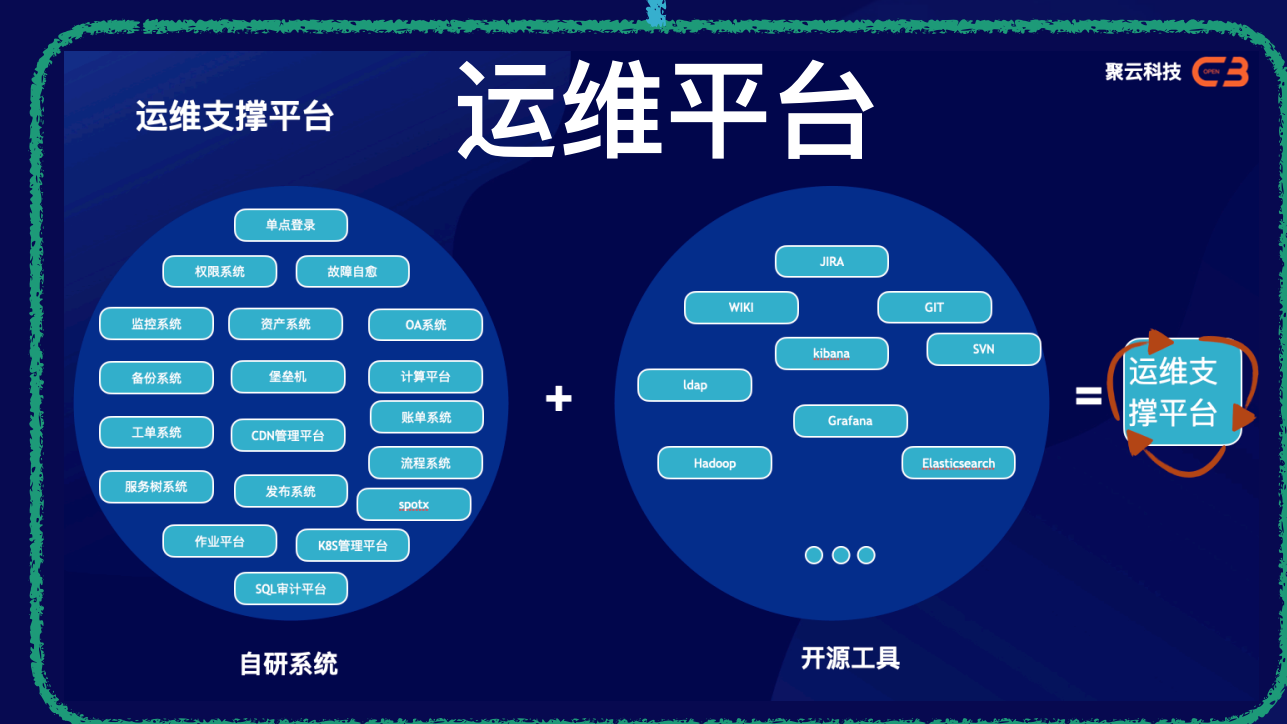 运维平台
聚云科技
OPEN
运维支撑平台
单点登录
权限系统
故障自愈
监控系统
资产系统
OA系统
备份系统
堡垒机
计算平台
账单系统
工单系统
CDN管理平台
流程系统
服务树系统
发布系统
spotx
作业平台
K8S管理平台
SQL审计平台
自研系统
+
JIRA
WIKI
GIT
SVN
kibana
ldap
Grafana
Hadoop
Elasticsearch
开源工具
=
运维支
撑平台